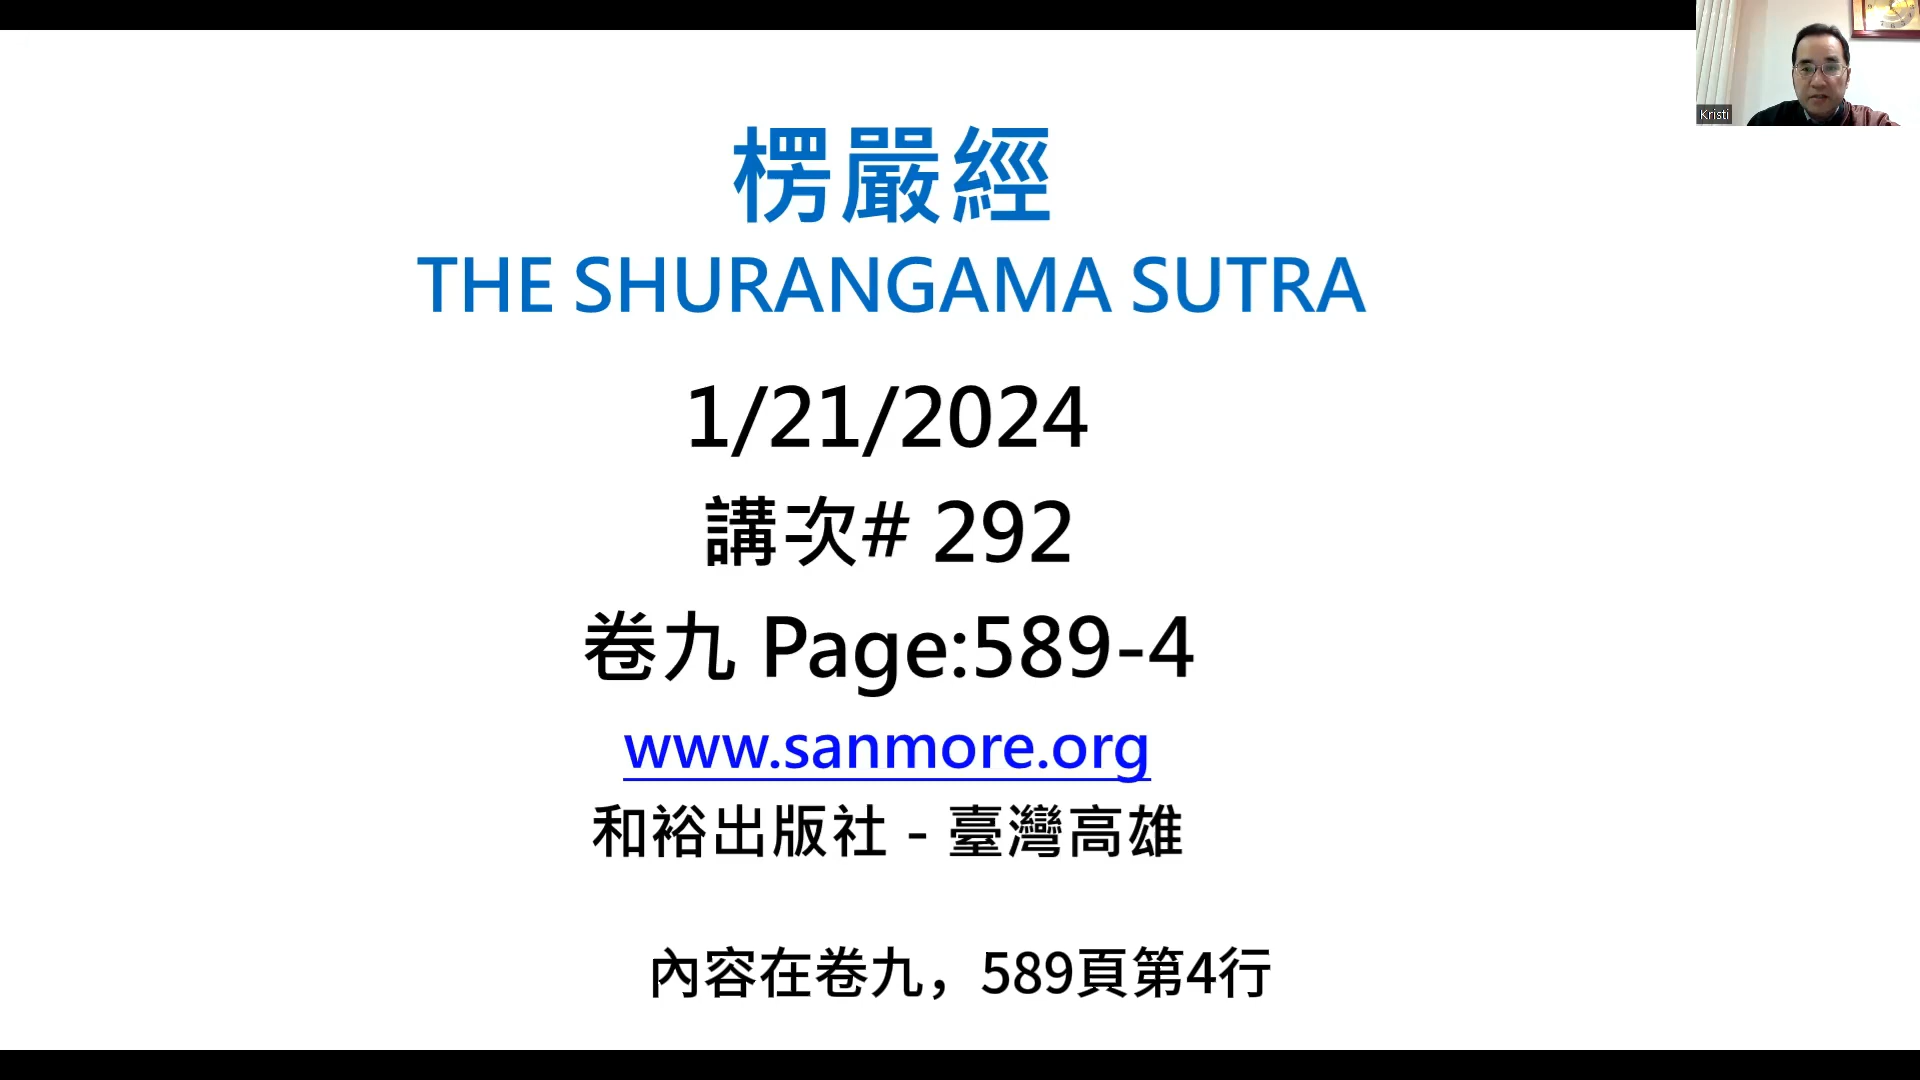 楞嚴經
THE SHURANGAMA SUTRA
1/21/2024
講次# 292
卷九 Page:589-4
www.sanmore.org
和裕出版社 - 臺灣高雄
內容在卷九，589頁第4行
Kristi